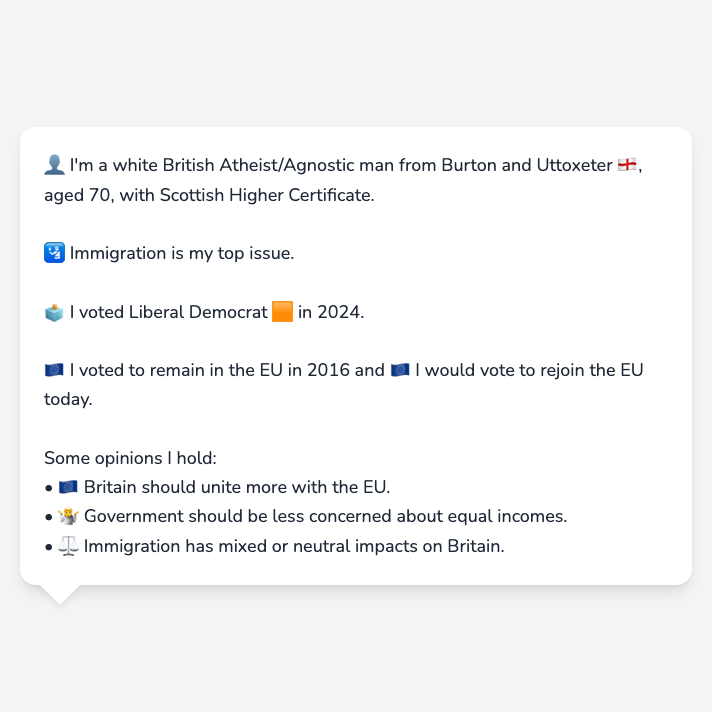 👤 I'm a white British Atheist/Agnostic man from Burton and Uttoxeter 🏴󠁧󠁢󠁥󠁮󠁧󠁿,
aged 70, with Scottish Higher Certificate.
🛂 Immigration is my top issue.
🗳️ I voted Liberal Democrat 🟧 in 2024.
🇪🇺 I voted to remain in the EU in 2016 and 🇪🇺 I would vote to rejoin the EU
today.
Some opinions I hold:
• 🇪🇺 Britain should unite more with the EU.
• 🤷 Government should be less concerned about equal incomes.
• ⚖️ Immigration has mixed or neutral impacts on Britain.